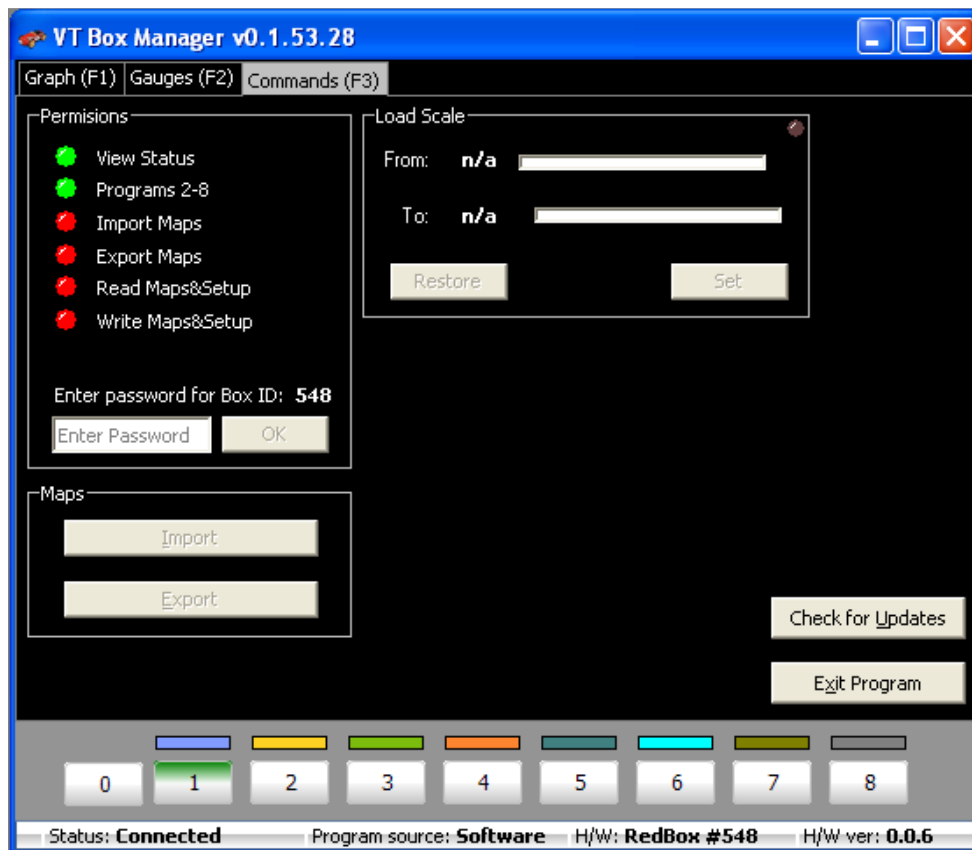 VT Box Manager v0.1.53.28
Graph (F1) Gauges (F2) Commands (F3)
Permisions
View Status
Programs 2-8
Import Maps
Export Maps
Read Maps&Setup
Write Maps&Setup
Enter password for Box ID: 548
Enter Password OK
Load Scale
From: n/a
To: n/a
Restore Set
Maps
Import
Export
Check for Updates
Exit Program
0 1 2 3 4 5 6 7 8
Status: Connected Program source: Software H/W: RedBox #548 H/W ver: 0.0.6